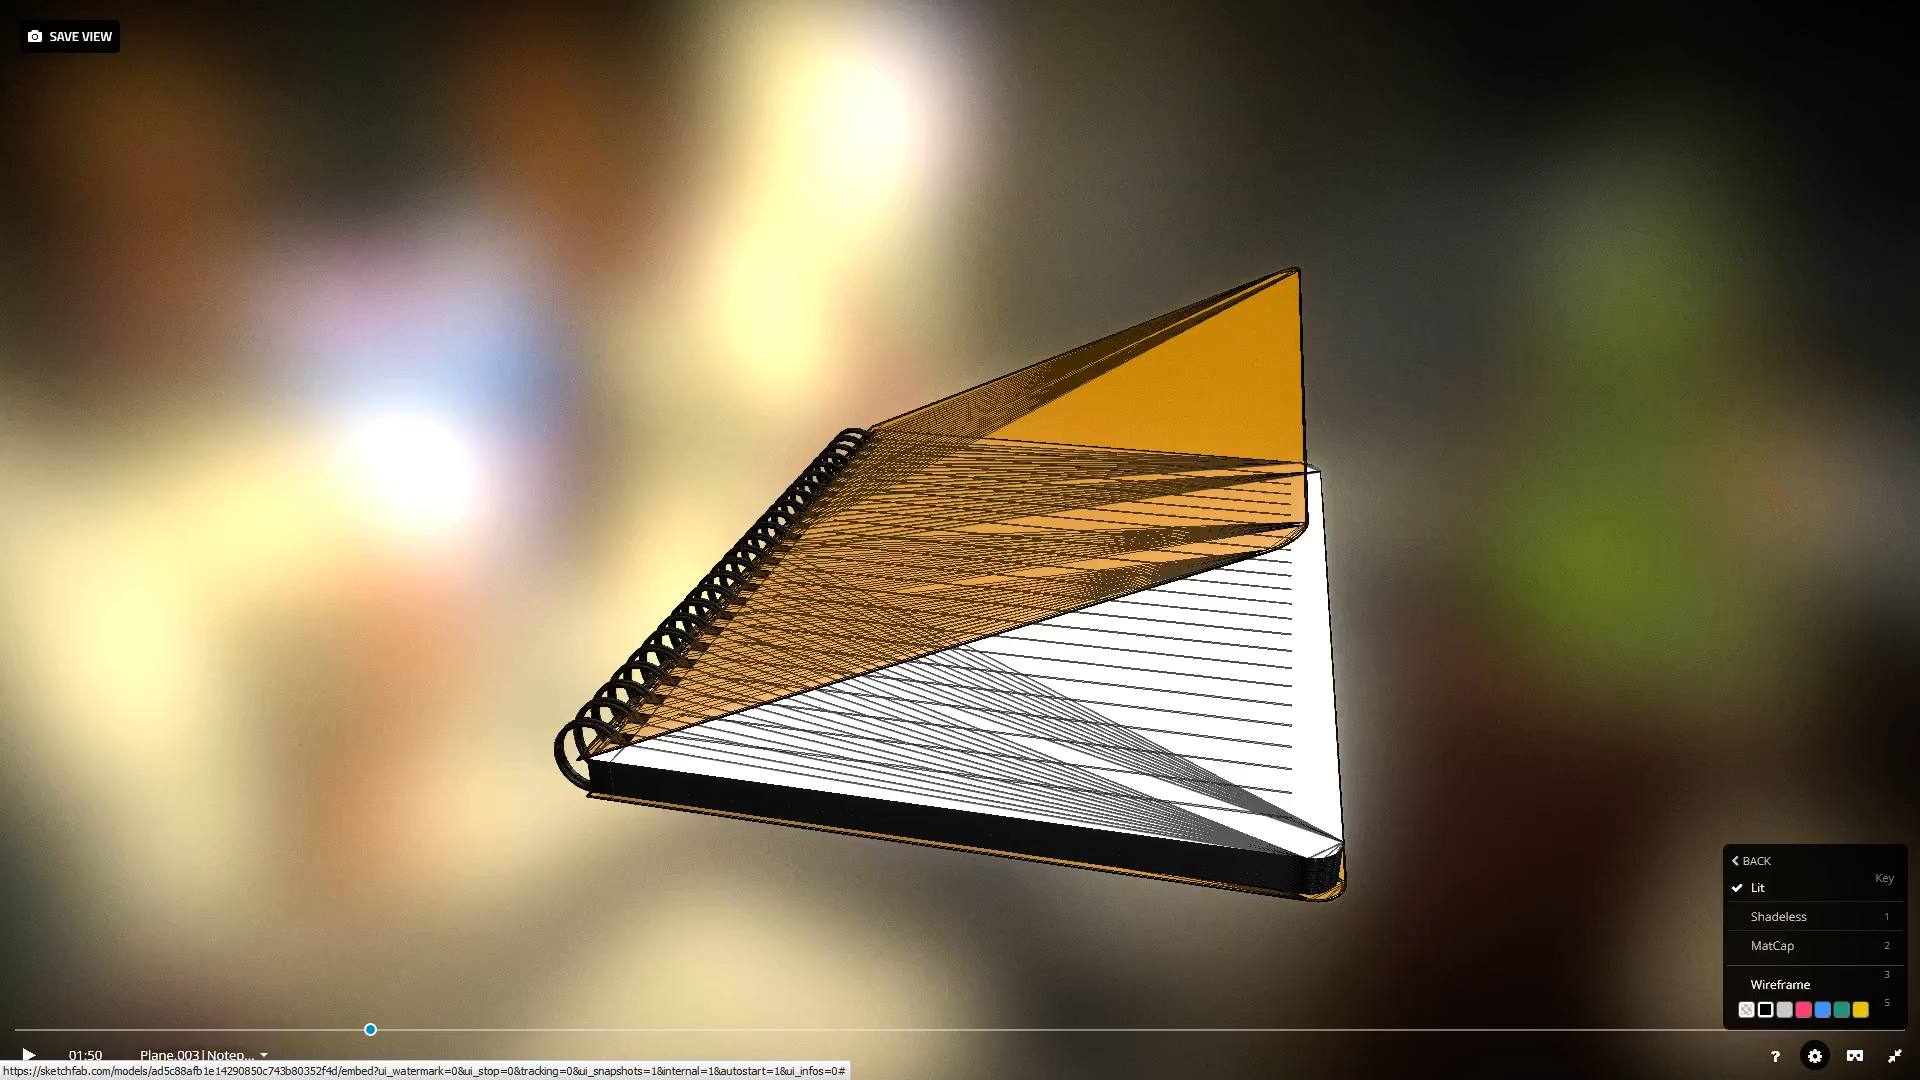 SAVE VIEW
BACK
Key
Lit
Shadeless 1
MatCap 2
3
Wireframe
5
01:50 Plane.003|Notep...
?
https://sketchfab.com/models/ad5c88afb1e14290850c743b80352f4d/embed?ui_watermark=0&ui_stop=0&tracking=0&ui_snapshots=1&internal=1&autostart=1&ui_infos=0#